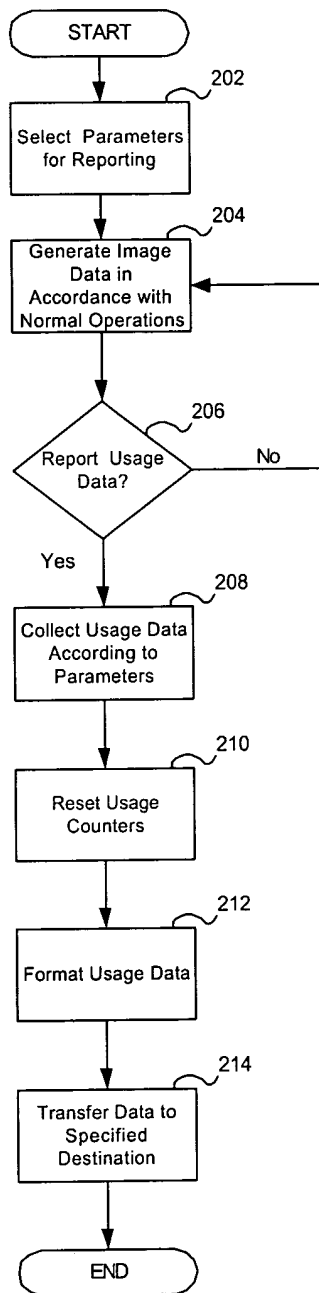 START
202
Select Parameters
for Reporting
204
Generate Image
Data in
Accordance with
Normal Operations
206
Report Usage
Data?
No
Yes
208
Collect Usage Data
According to
Parameters
210
Reset Usage
Counters
212
Format Usage Data
214
Transfer Data to
Specified
Destination
END